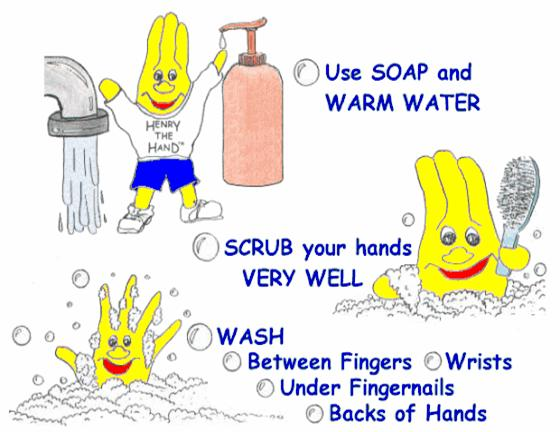 Use SOAP and
WARM WATER
HENRY
THE
HAND™
SCRUB your hands
VERY WELL
WASH
Between Fingers Wrists
Under Fingernails
Backs of Hands